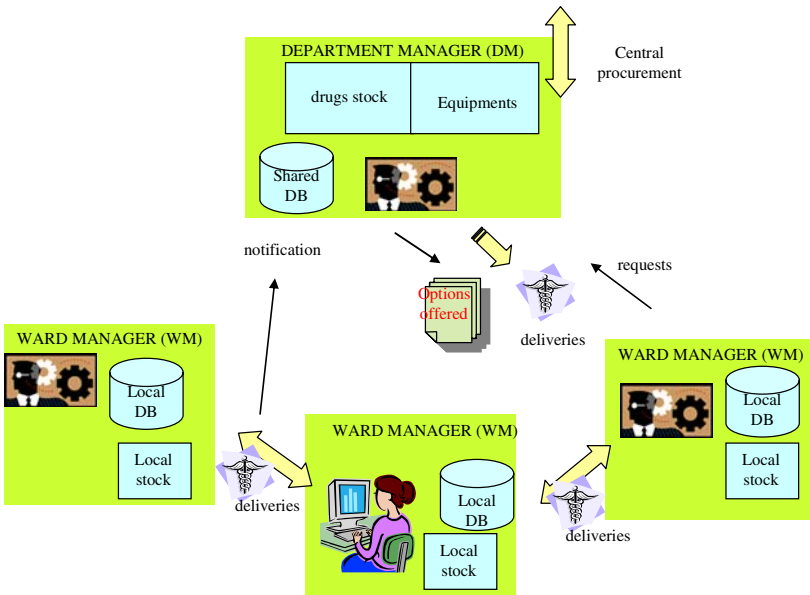 DEPARTMENT MANAGER (DM)
Central
procurement
drugs stock
Equipments
Shared
DB
notification
requests
Options
offered
deliveries
WARD MANAGER (WM)
Local
DB
Local
stock
deliveries
WARD MANAGER (WM)
Local
DB
Local
stock
deliveries
WARD MANAGER (WM)
Local
DB
Local
stock